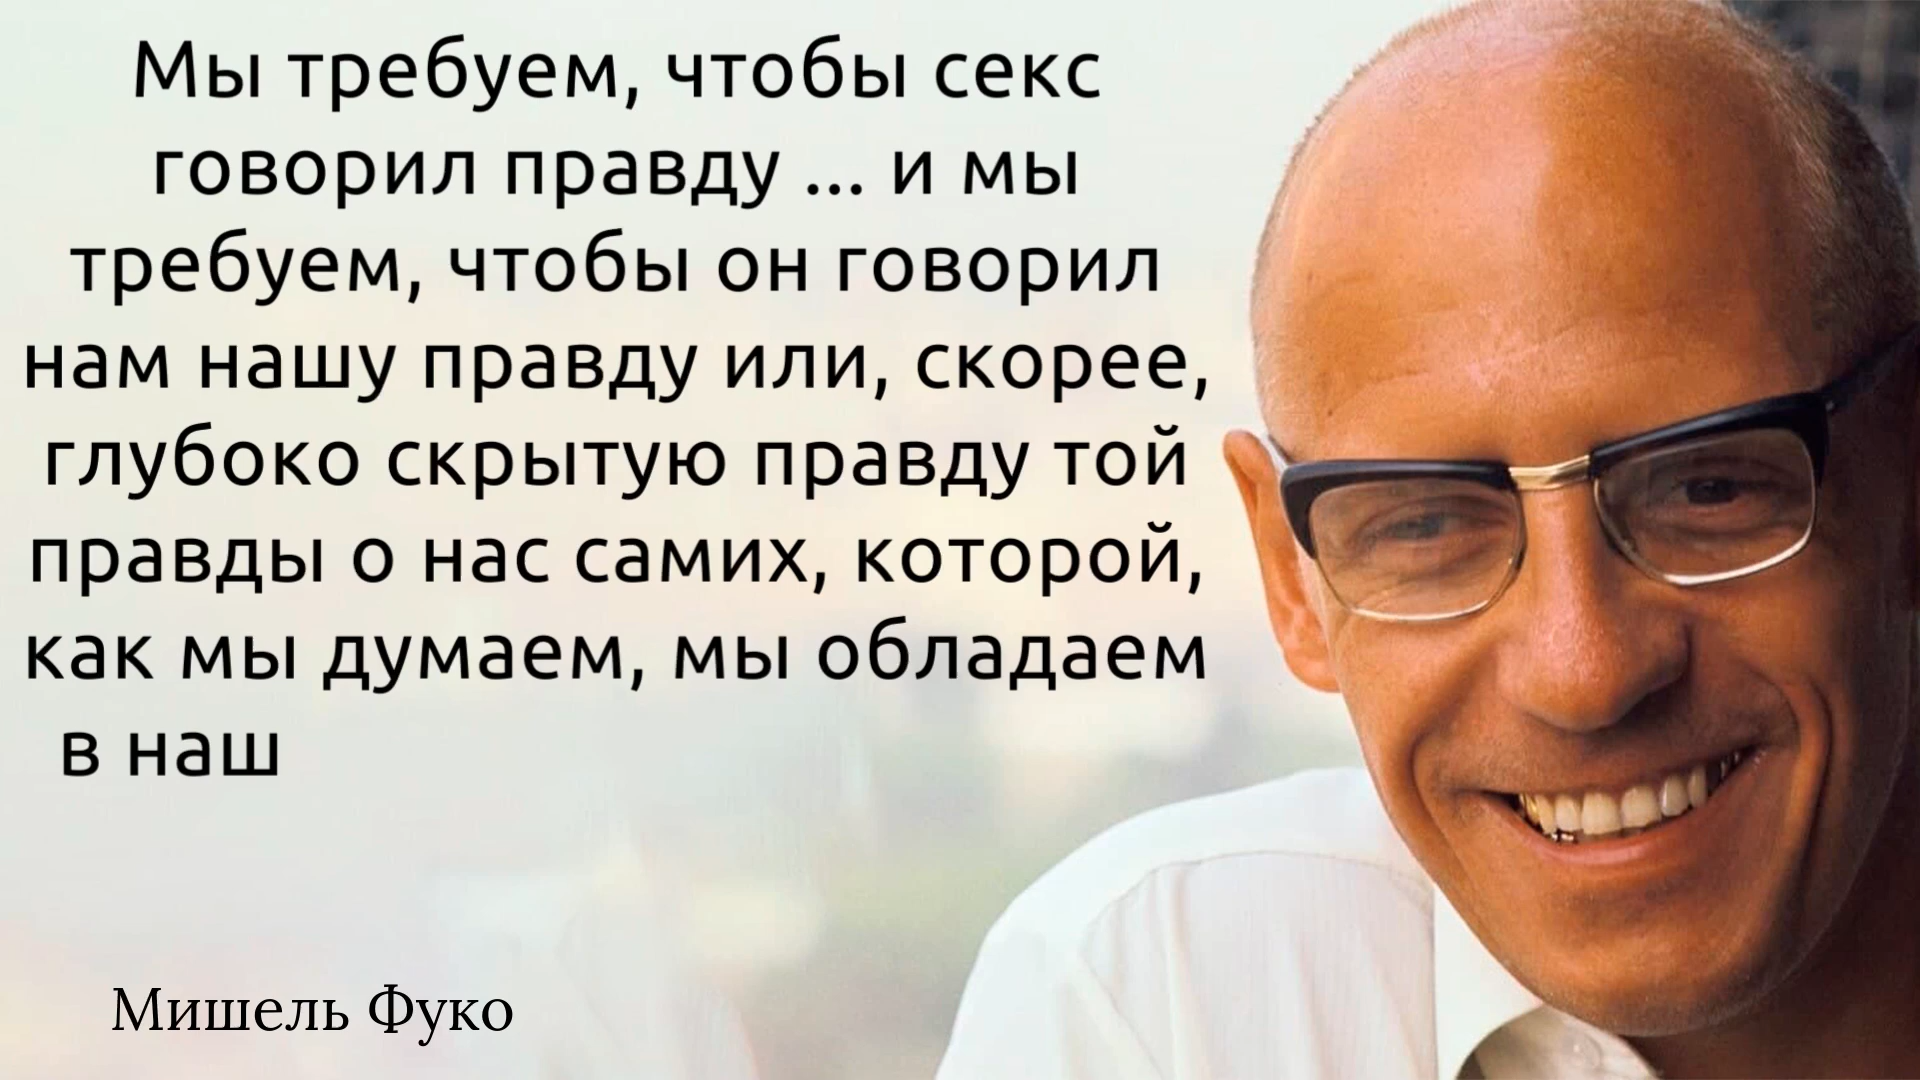 Мы требуем, чтобы секс
говорил правду ... и мы
требуем, чтобы он говорил
нам нашу правду или, скорее,
глубоко скрытую правду той
правды о нас самих, которой,
как мы думаем, мы обладаем
в наш
Мишель Фуко